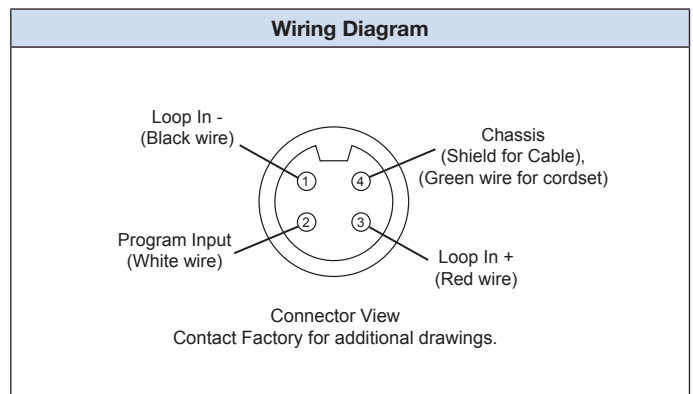 Wiring Diagram
Loop In -
(Black wire)
Chassis
(Shield for Cable),
(Green wire for cordset)
1
4
2
3
Program Input
(White wire)
Loop In +
(Red wire)
Connector View
Contact Factory for additional drawings.